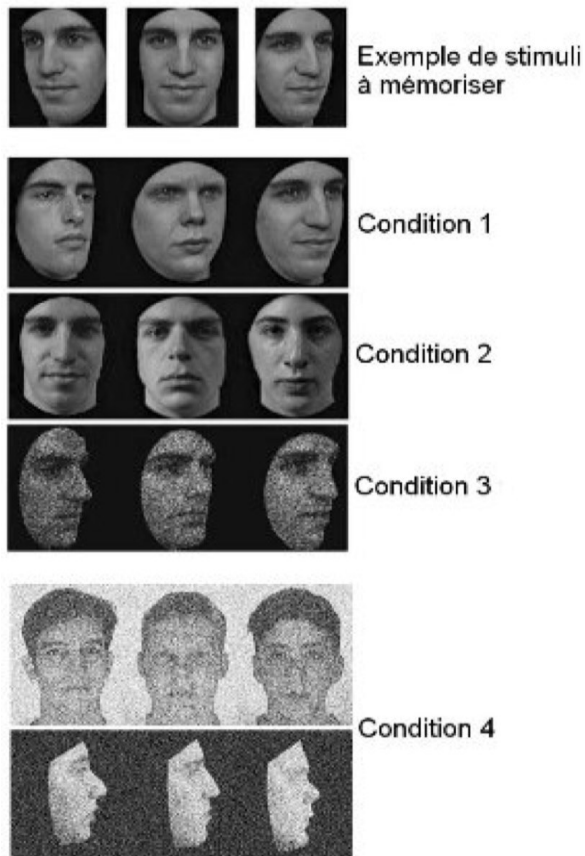 Exemple de stimuli
à mémoriser
Condition 1
Condition 2
Condition 3
Condition 4